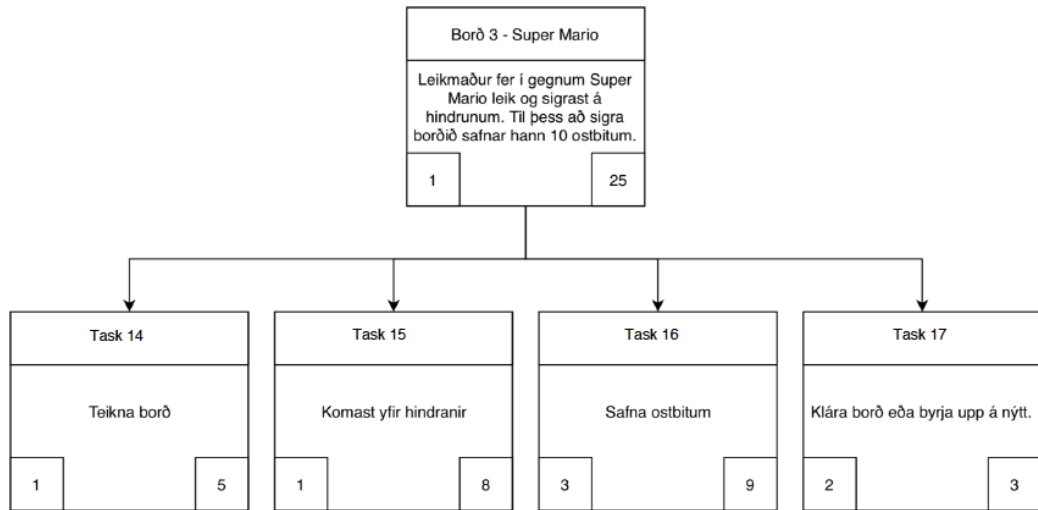 Borð 3 - Super Mario
Leikmaður fer í gegnum Super
Mario leik og sigrast á
hindrunum. Til þess að sigra
borðið safnar hann 10 ostbitum.
1
25
Task 14
Teikna borð
1
5
Task 15
Komast yfir hindranir
1
8
Task 16
Safna ostbitum
3
9
Task 17
Klára borð eða byrja upp á nýtt.
2
3